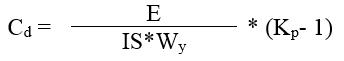 C_d = E / (IS*W_y) * (K_p- 1)